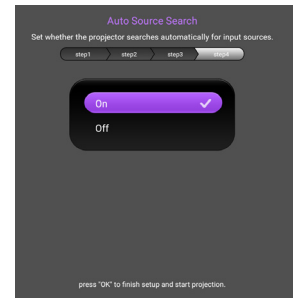 Auto Source Search
Set whether the propjector searches automatically for input sources.
step1 step2 step3 step4
On
Off
press "OK" to finish setup and start projection.